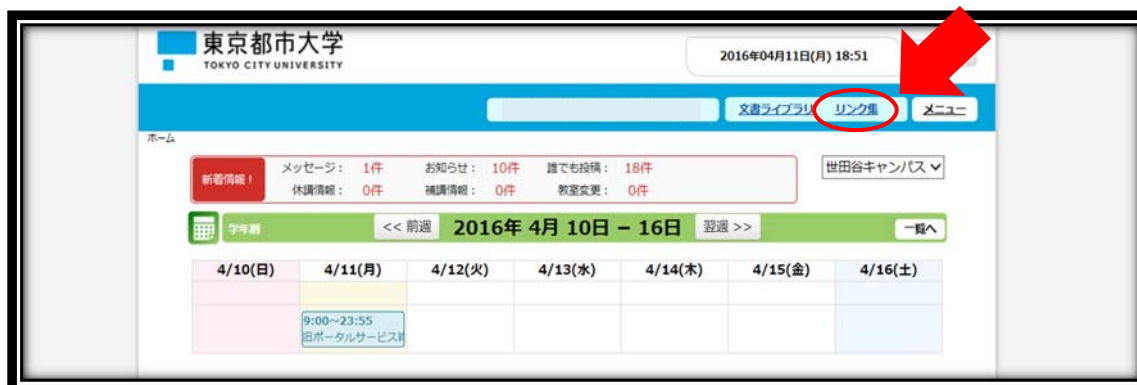 東京都市大学
TOKYO CITY UNIVERSITY
2016年04月11日(月) 18:51
文書ライブラリ リンク集 メニュー
ホーム
新着情報！
メッセージ： 1件 お知らせ： 10件 誰でも投稿： 18件
休講情報： 0件 補講情報： 0件 教室変更： 0件
世田谷キャンパス
学年暦 << 前週 2016年 4月 10日 – 16日 翌週 >> 一覧へ
4/10(日) 4/11(月) 4/12(火) 4/13(水) 4/14(木) 4/15(金) 4/16(土)
9:00～23:55
旧ポータルサービス